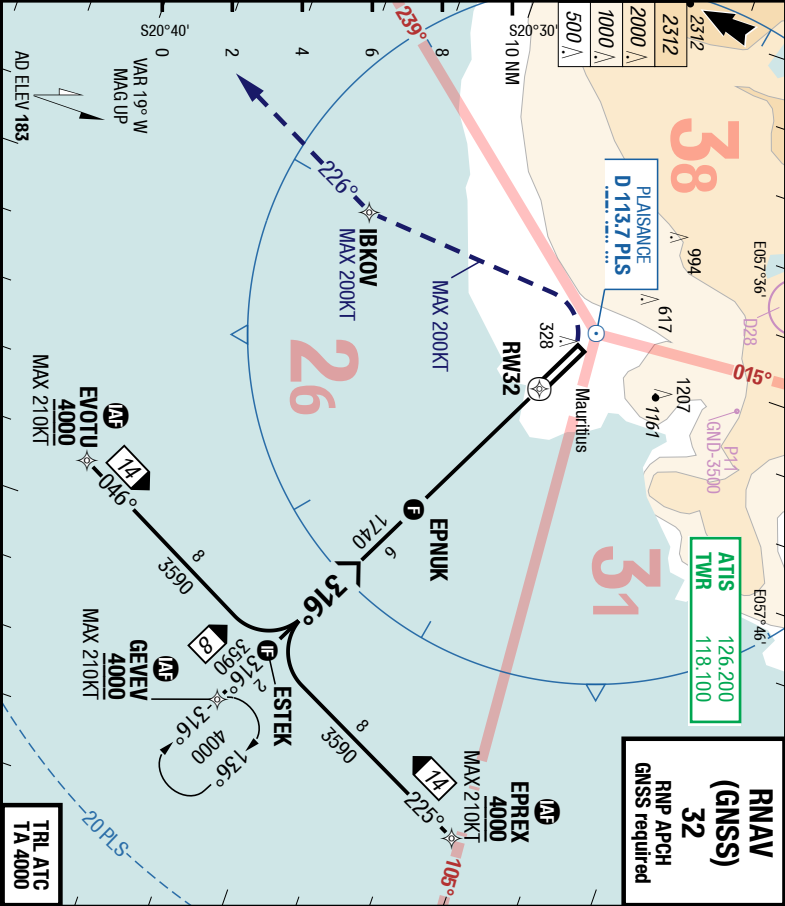 RNAV
(GNSS)
32
RNP APCH
GNSS required
ATIS 126.200
TWR 118.100
TRL ATC
TA 4000
2312
2312
2000
1000
500
S20°40'
S20°30'
0
2
4
6
8
10 NM
VAR 19° W
MAG UP
AD ELEV 183
E057°36'
E057°46'
PLAISANCE
D 113.7 PLS
38
26
31
239°
015°
105°
994
617
328
1207
1161
D28
P11
GND-3500
Mauritius
RW32
226°
IBKOV
MAX 200KT
MAX 200KT
EPNUK
F
1740
6
316°
IAF
EVOTU
4000
MAX 210KT
14
046°
8
3590
IF
ESTEK
8
2
316°
3590
IAF
GEVEV
4000
MAX 210KT
316°
4000
136°
8
3590
IAF
EPREX
4000
MAX 210KT
14
225°
20 PLS